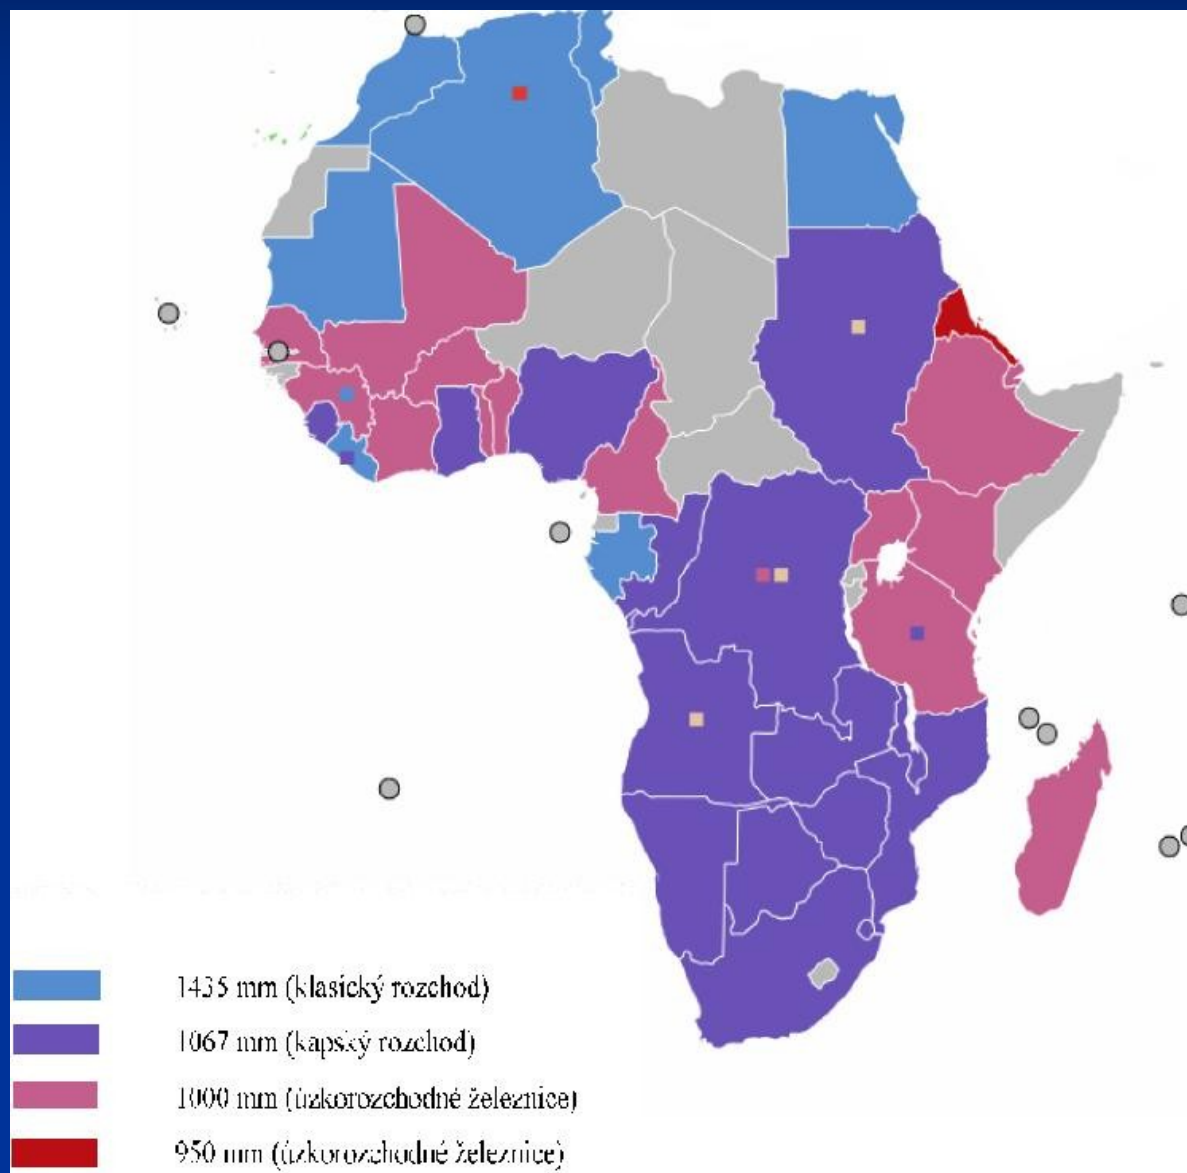 1435 mm (klasický rozchod)
1067 mm (kapský rozchod)
1000 mm (úzkorozchodné železnice)
950 mm (úzkorozchodné železnice)